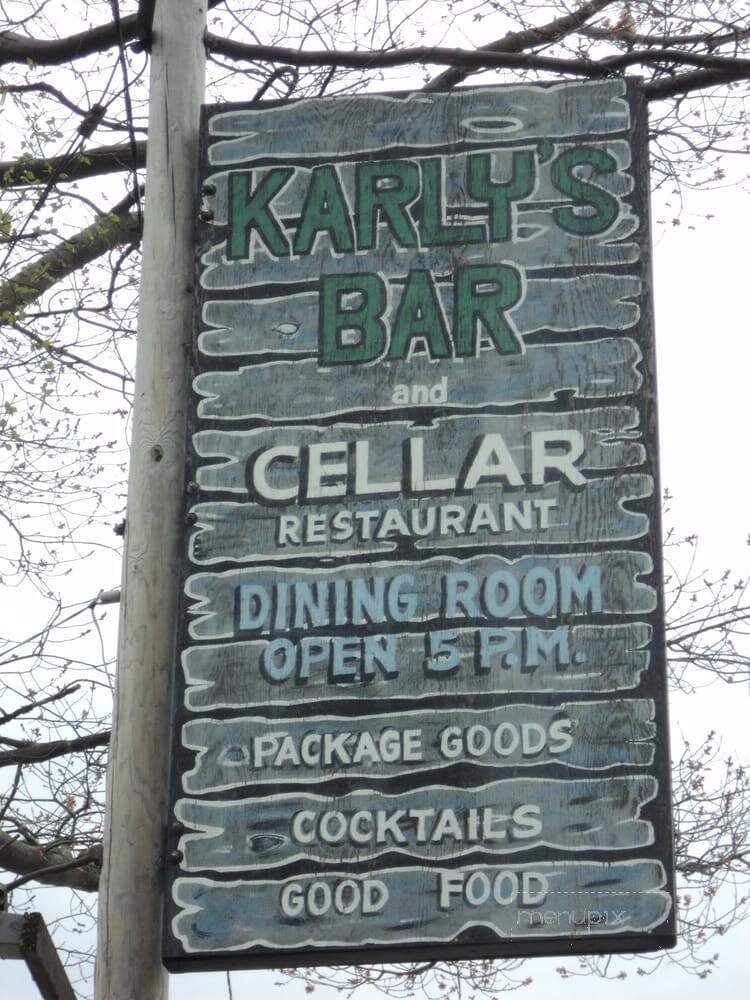 KARLY'S
BAR
and
CELLAR
RESTAURANT
DINING ROOM
OPEN 5 P.M.
PACKAGE GOODS
COCKTAILS
GOOD FOOD
menupix